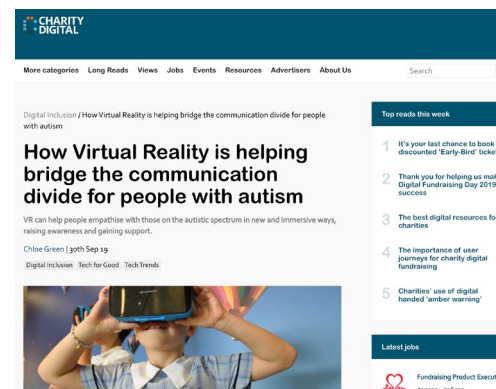 CHARITY
DIGITAL
More categories Long Reads Views Jobs Events Resources Advertisers About Us
Search
Digital Inclusion / How Virtual Reality is helping bridge the communication divide for people
with autism
How Virtual Reality is helping
bridge the communication
divide for people with autism
VR can help people empathise with those on the autistic spectrum in new and immersive ways,
raising awareness and gaining support.
Chloe Green | 30th Sep 19
Digital Inclusion Tech for Good Tech Trends
Top reads this week
1 It's your last chance to book
discounted 'Early-Bird'
2 Thank you for helping us
Digital Fundraising Day 2019
success
3 The best digital resources
charities
4 The importance of user
journeys for charity digital
fundraising
5 Charities' use of digital
handed 'amber warning'
Latest jobs
Fundraising Product